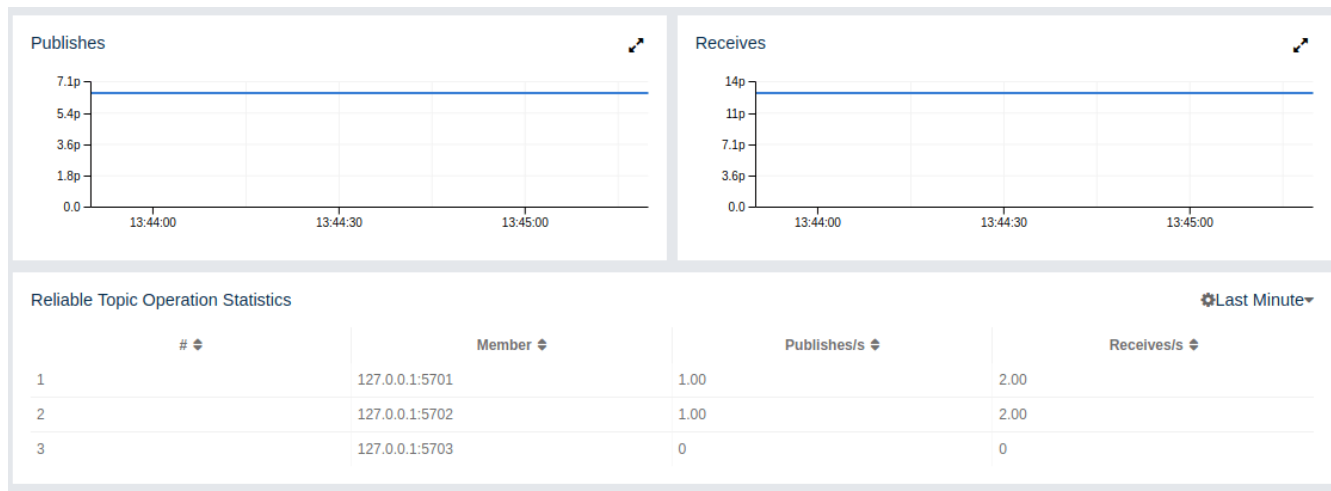 Publishes
7.1p
5.4p
3.6p
1.8p
0.0
13:44:00 13:44:30 13:45:00
Receives
14p
11p
7.1p
3.6p
0.0
13:44:00 13:44:30 13:45:00
Reliable Topic Operation Statistics Last Minute
# Member Publishes/s Receives/s
1 127.0.0.1:5701 1.00 2.00
2 127.0.0.1:5702 1.00 2.00
3 127.0.0.1:5703 0 0